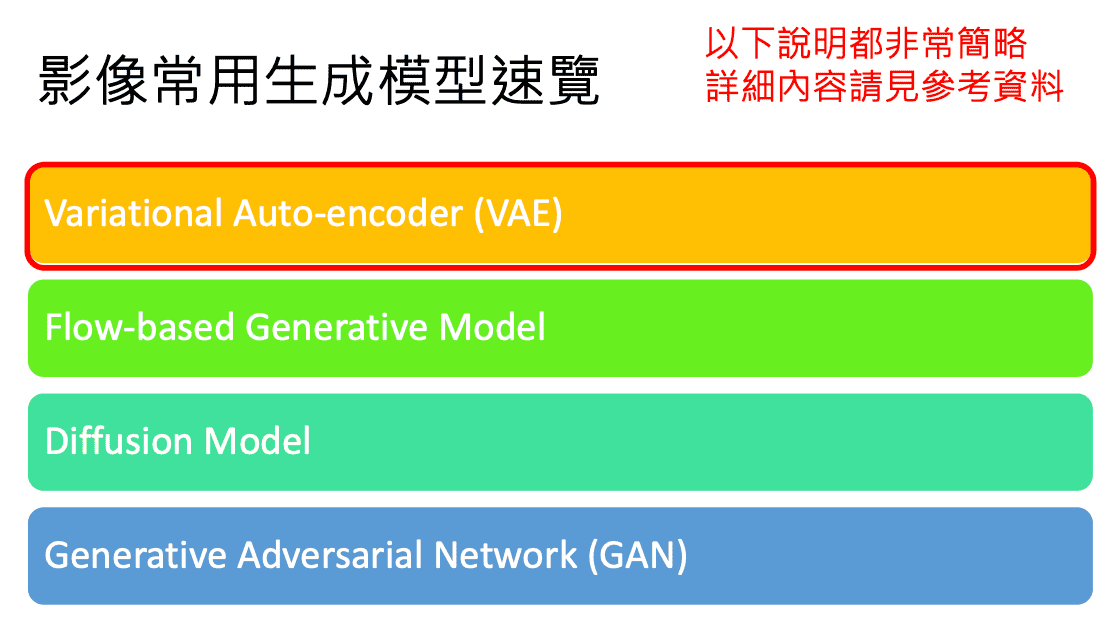 影像常用生成模型速覽
以下說明都非常簡略
詳細內容請見參考資料
Variational Auto-encoder (VAE)
Flow-based Generative Model
Diffusion Model
Generative Adversarial Network (GAN)